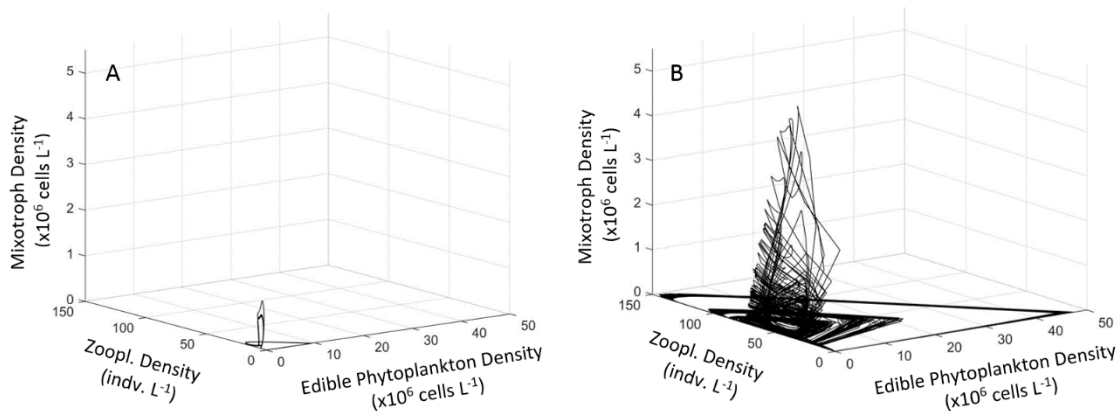 A
Mixotroph Density
(x10⁶ cells L⁻¹)
5
4
3
2
1
0
150
100
50
0
0
10
20
30
40
50
Zoopl. Density
(indv. L⁻¹)
Edible Phytoplankton Density
(x10⁶ cells L⁻¹)
B
Mixotroph Density
(x10⁶ cells L⁻¹)
5
4
3
2
1
0
150
100
50
0
0
10
20
30
40
50
Zoopl. Density
(indv. L⁻¹)
Edible Phytoplankton Density
(x10⁶ cells L⁻¹)